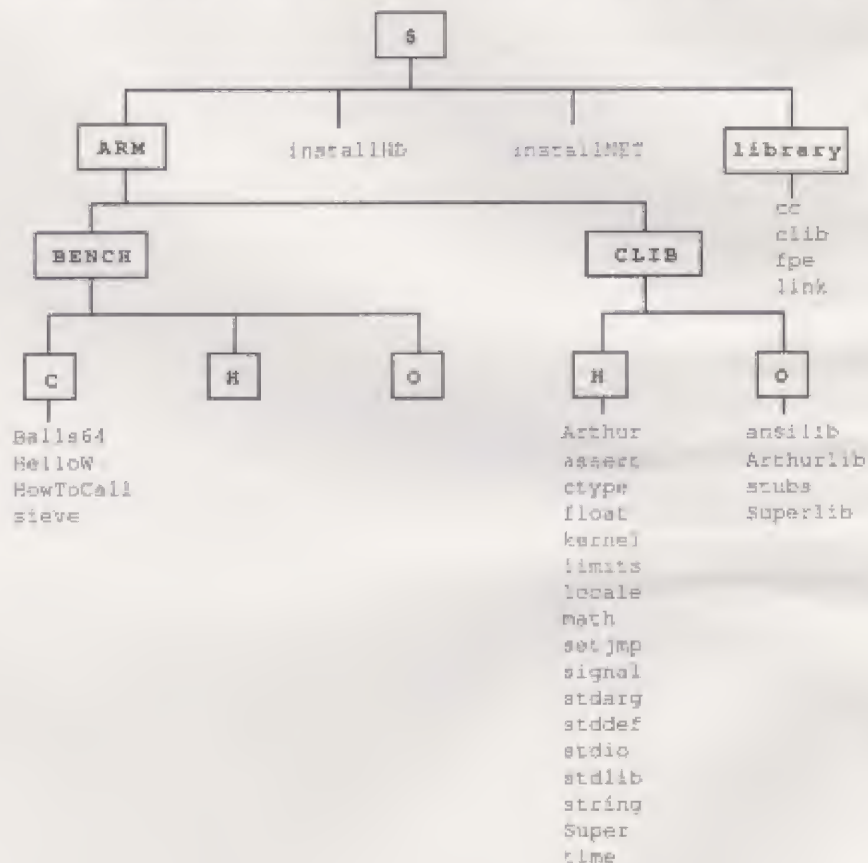 $
ARM
installHD
installNET
library
cc
clib
fpe
link
BENCH
CLIB
C
H
O
H
O
Balls64
HelloW
HowToCall
sieve
Arthur
assert
ctype
float
kernel
limits
locale
math
setjmp
signal
stdarg
stddef
stdio
stdlib
string
Super
time
ansilib
Arthurlib
stubs
Superlib